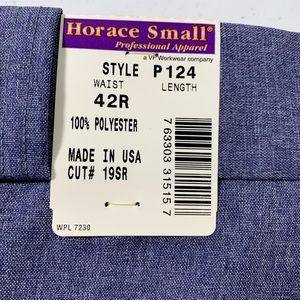 Horace Small®
Professional Apparel
a VF Workwear company
STYLE P124
WAIST LENGTH
42R
100% POLYESTER
MADE IN USA
CUT# 19SR
WPL 7230
7 63303 31515 7